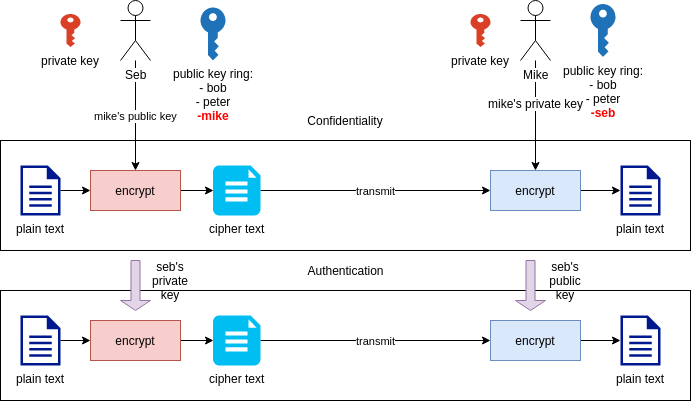 private key
Seb
public key ring:
- bob
- peter
-mike
mike's public key
private key
Mike
public key ring:
- bob
- peter
-seb
mike's private key
Confidentiality
plain text
encrypt
cipher text
transmit
encrypt
plain text
seb's
private
key
Authentication
seb's
public
key
plain text
encrypt
cipher text
transmit
encrypt
plain text